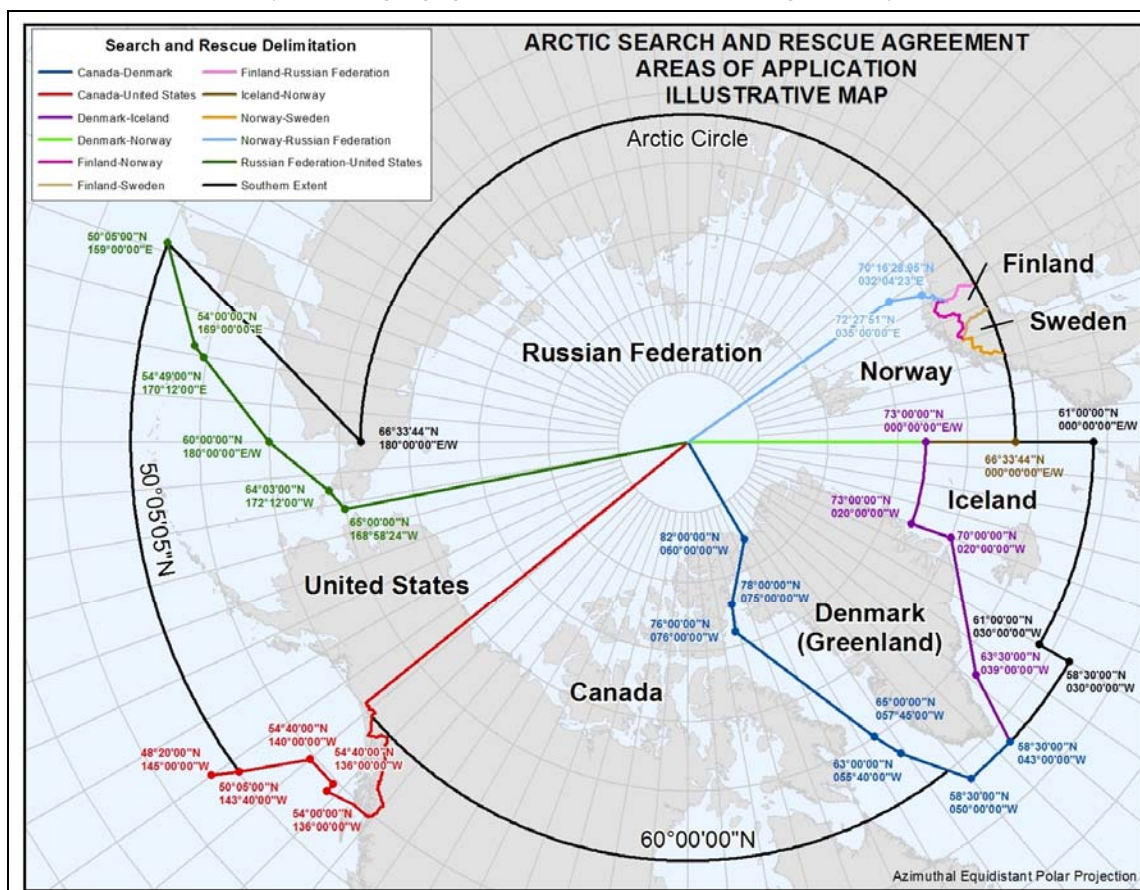 ARCTIC SEARCH AND RESCUE AGREEMENT
AREAS OF APPLICATION
ILLUSTRATIVE MAP
Search and Rescue Delimitation
Canada-Denmark
Canada-United States
Denmark-Iceland
Denmark-Norway
Finland-Norway
Finland-Sweden
Finland-Russian Federation
Iceland-Norway
Norway-Sweden
Norway-Russian Federation
Russian Federation-United States
Southern Extent
Arctic Circle
50°05'00"N
159°00'00"E
54°00'00"N
169°00'00"E
54°49'00"N
170°12'00"E
60°00'00"N
180°00'00"E/W
64°03'00"N
172°12'00"W
65°00'00"N
168°58'24"W
66°33'44"N
180°00'00"E/W
50°05'05"N
Russian Federation
70°16'28.95"N
032°04'23"E
72°27'51"N
035°00'00"E
Finland
Sweden
Norway
73°00'00"N
000°00'00"E/W
61°00'00"N
000°00'00"E/W
66°33'44"N
000°00'00"E/W
Iceland
73°00'00"N
020°00'00"W
70°00'00"N
020°00'00"W
82°00'00"N
060°00'00"W
78°00'00"N
075°00'00"W
76°00'00"N
076°00'00"W
United States
Denmark
(Greenland)
61°00'00"N
030°00'00"W
63°30'00"N
039°00'00"W
58°30'00"N
030°00'00"W
Canada
65°00'00"N
057°45'00"W
63°00'00"N
055°40'00"W
58°30'00"N
043°00'00"W
58°30'00"N
050°00'00"W
48°20'00"N
145°00'00"W
50°05'00"N
143°40'00"W
54°40'00"N
140°00'00"W
54°40'00"N
136°00'00"W
54°00'00"N
136°00'00"W
60°00'00"N
Azimuthal Equidistant Polar Projection